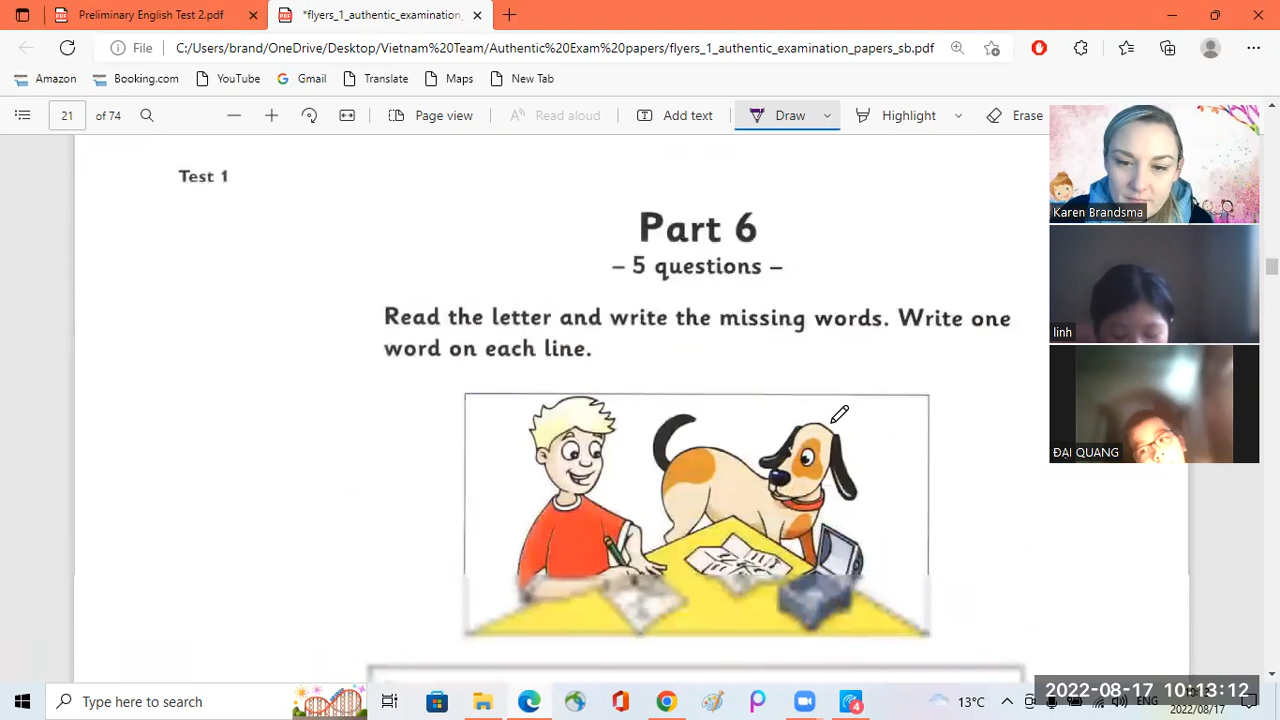 Preliminary English Test 2.pdf
*flyers_1_authentic_examination_
File
C:/Users/brand/OneDrive/Desktop/Vietnam%20Team/Authentic%20Exam%20papers/flyers_1_authentic_examination_papers_sb.pdf
Amazon
Booking.com
YouTube
Gmail
Translate
Maps
New Tab
21 of 74
Page view
Read aloud
Add text
Draw
Highlight
Erase
Test 1
Part 6
– 5 questions –
Read the letter and write the missing words. Write one
word on each line.
Karen Brandsma
linh
ĐẠI QUANG
Type here to search
4
13°C
ENG
2022-08-17 10:13:12
2022/08/17